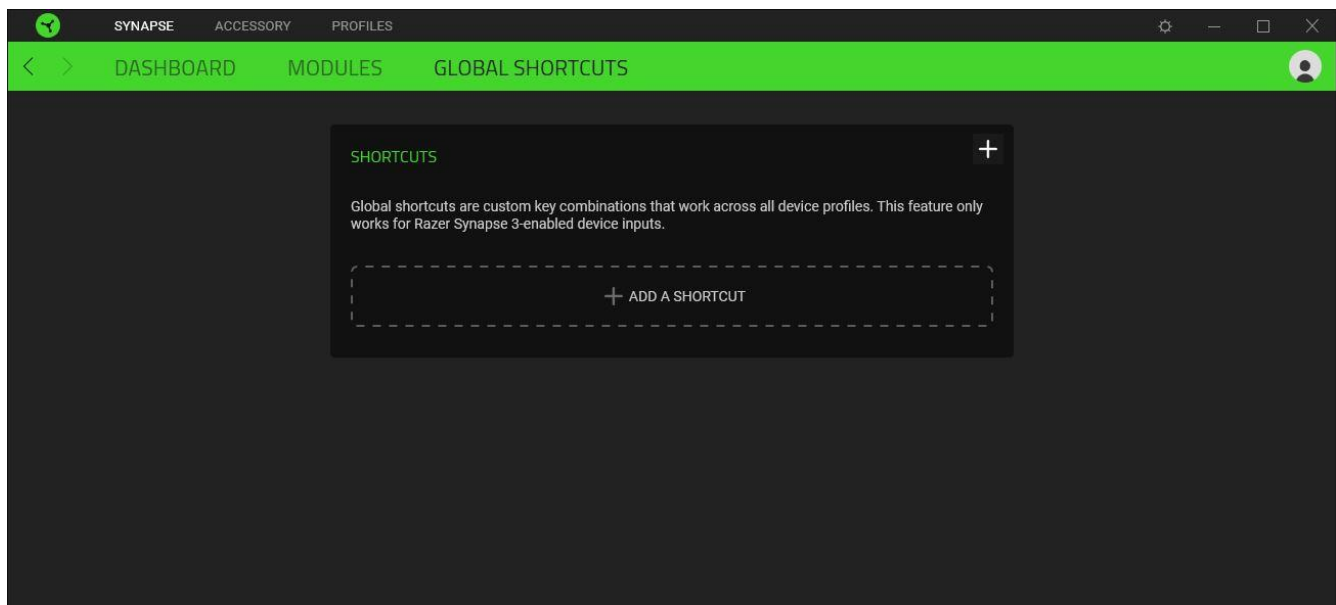 SYNAPSE ACCESSORY PROFILES
DASHBOARD MODULES GLOBAL SHORTCUTS
SHORTCUTS
Global shortcuts are custom key combinations that work across all device profiles. This feature only
works for Razer Synapse 3-enabled device inputs.
ADD A SHORTCUT